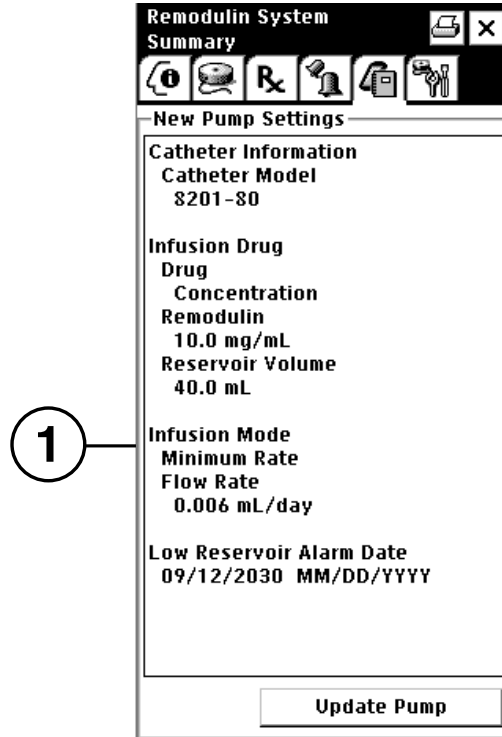 Remodulin System
Summary
Rx
New Pump Settings
Catheter Information
Catheter Model
8201-80
Infusion Drug
Drug
Concentration
Remodulin
10.0 mg/mL
Reservoir Volume
40.0 mL
1
Infusion Mode
Minimum Rate
Flow Rate
0.006 mL/day
Low Reservoir Alarm Date
09/12/2030 MM/DD/YYYY
Update Pump